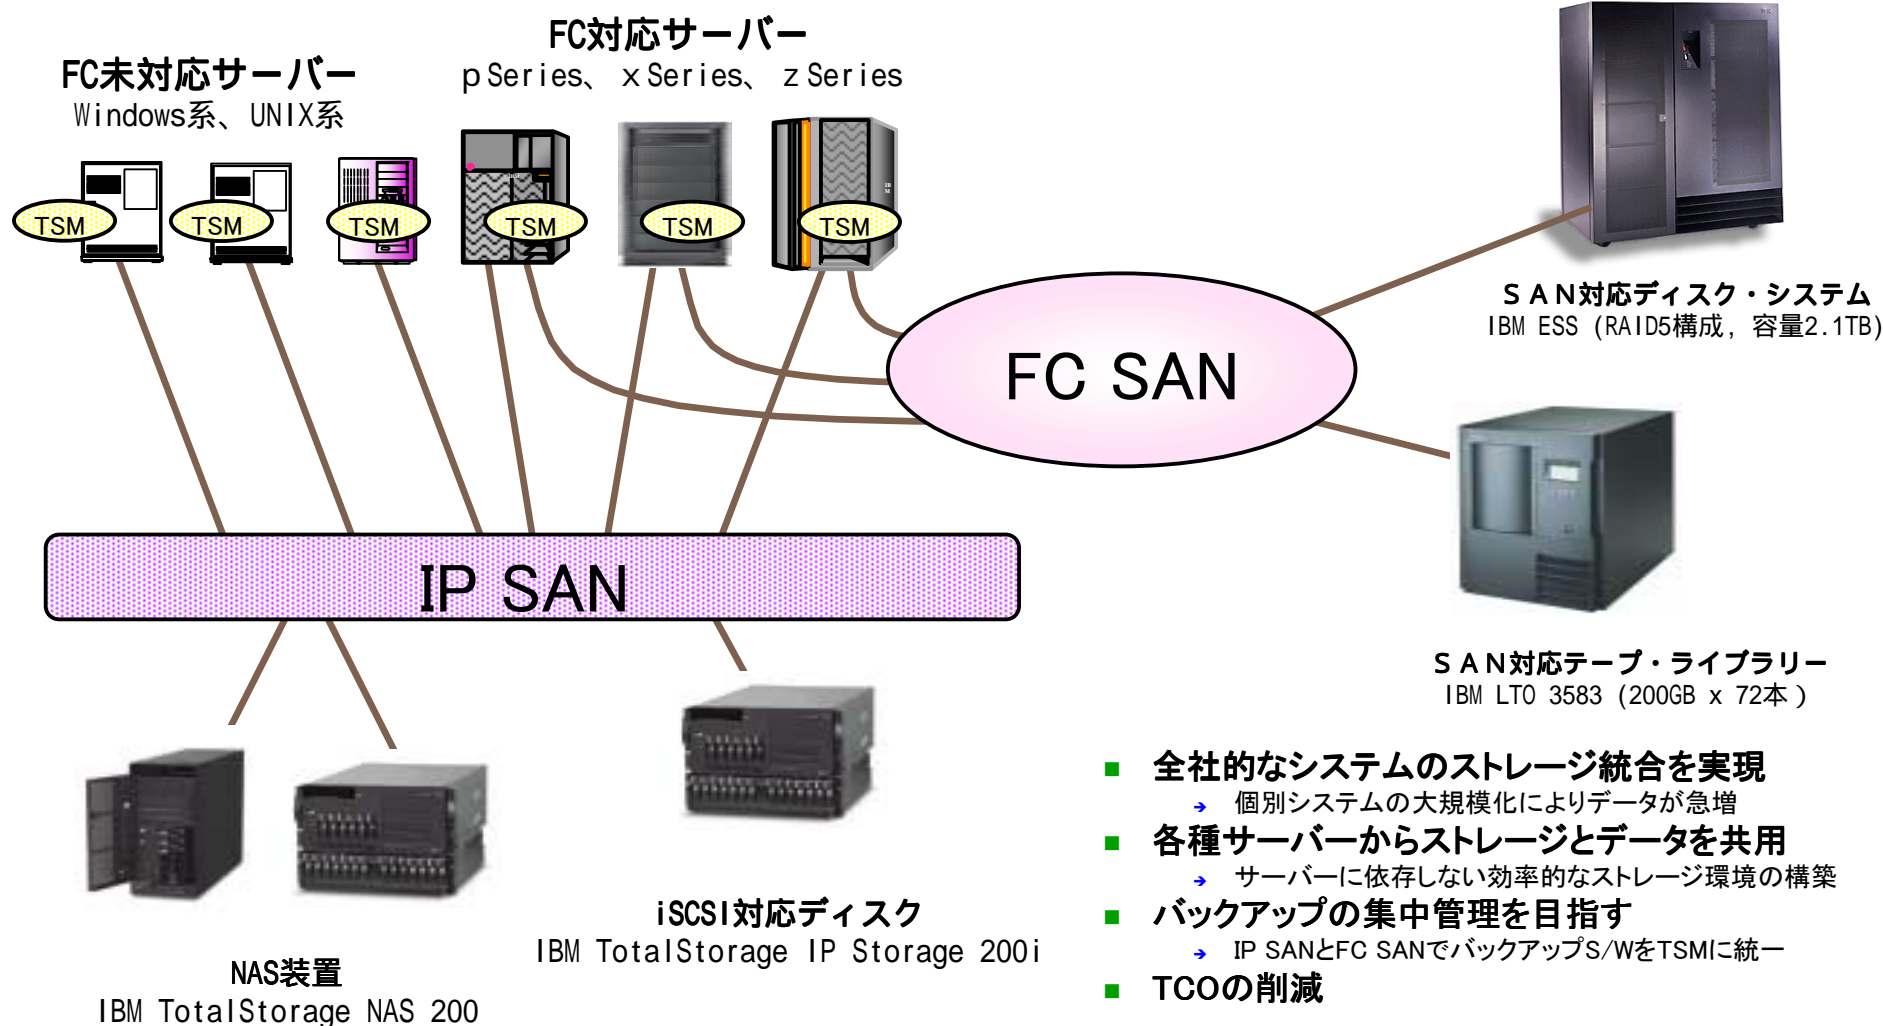 FC対応サーバー
pSeries、xSeries、zSeries
FC未対応サーバー
Windows系、UNIX系
TSM
TSM
TSM
TSM
TSM
TSM
IBM
IBM
FC SAN
SAN対応ディスク・システム
IBM ESS (RAID5構成, 容量2.1TB)
IP SAN
SAN対応テープ・ライブラリー
IBM LTO 3583 (200GB x 72本)
NAS装置
IBM TotalStorage NAS 200
iSCSI対応ディスク
IBM TotalStorage IP Storage 200i
■ 全社的なシステムのストレージ統合を実現
➔ 個別システムの大規模化によりデータが急増
■ 各種サーバーからストレージとデータを共用
➔ サーバーに依存しない効率的なストレージ環境の構築
■ バックアップの集中管理を目指す
➔ IP SANとFC SANでバックアップS/WをTSMに統一
■ TCOの削減